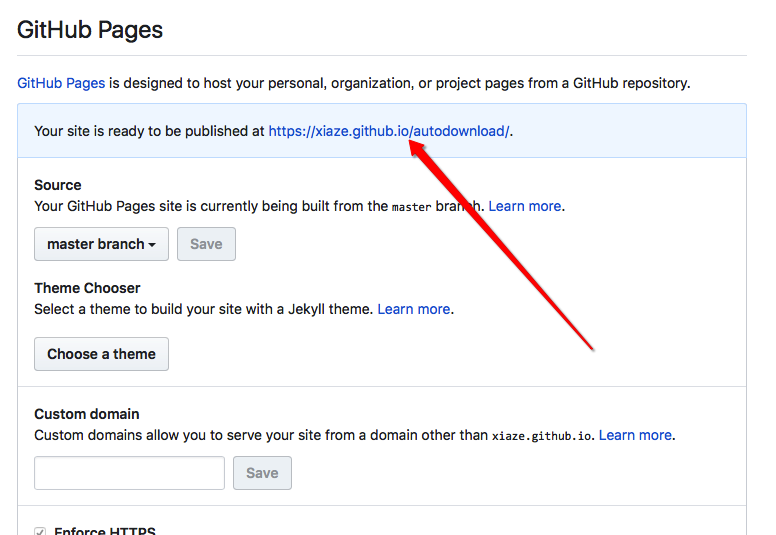 GitHub Pages
GitHub Pages is designed to host your personal, organization, or project pages from a GitHub repository.
Your site is ready to be published at https://xiaze.github.io/autodownload/.
Source
Your GitHub Pages site is currently being built from the master branch. Learn more.
master branch Save
Theme Chooser
Select a theme to build your site with a Jekyll theme. Learn more.
Choose a theme
Custom domain
Custom domains allow you to serve your site from a domain other than xiaze.github.io. Learn more.
Save
Enforce HTTPS